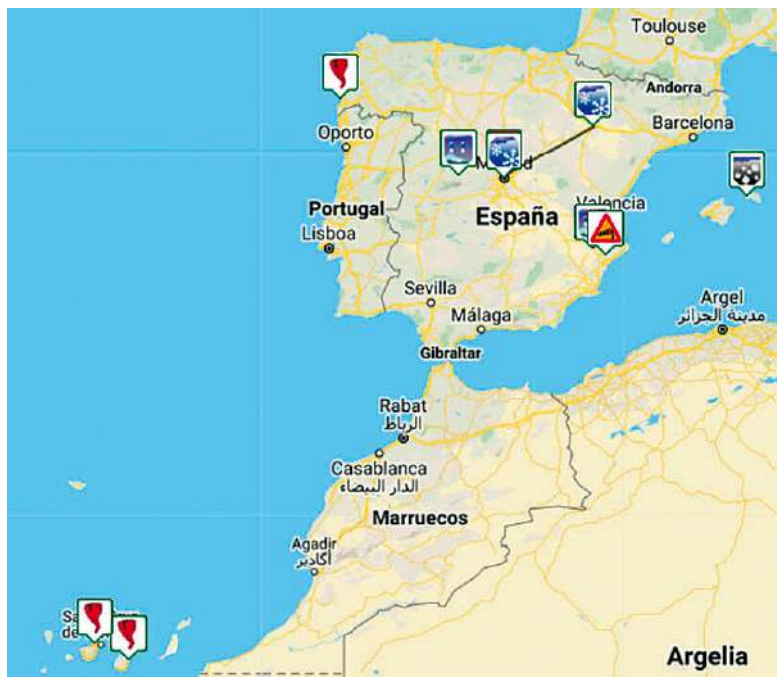 Toulouse
Andorra
Barcelona
Oporto
Valencia
España
Portugal
Lisboa
Sevilla
Málaga
Argel
مدينة الجزائر
Gibraltar
Rabat
الرباط
Casablanca
الدار البيضاء
Marruecos
Agadir
أكادير
Argelia